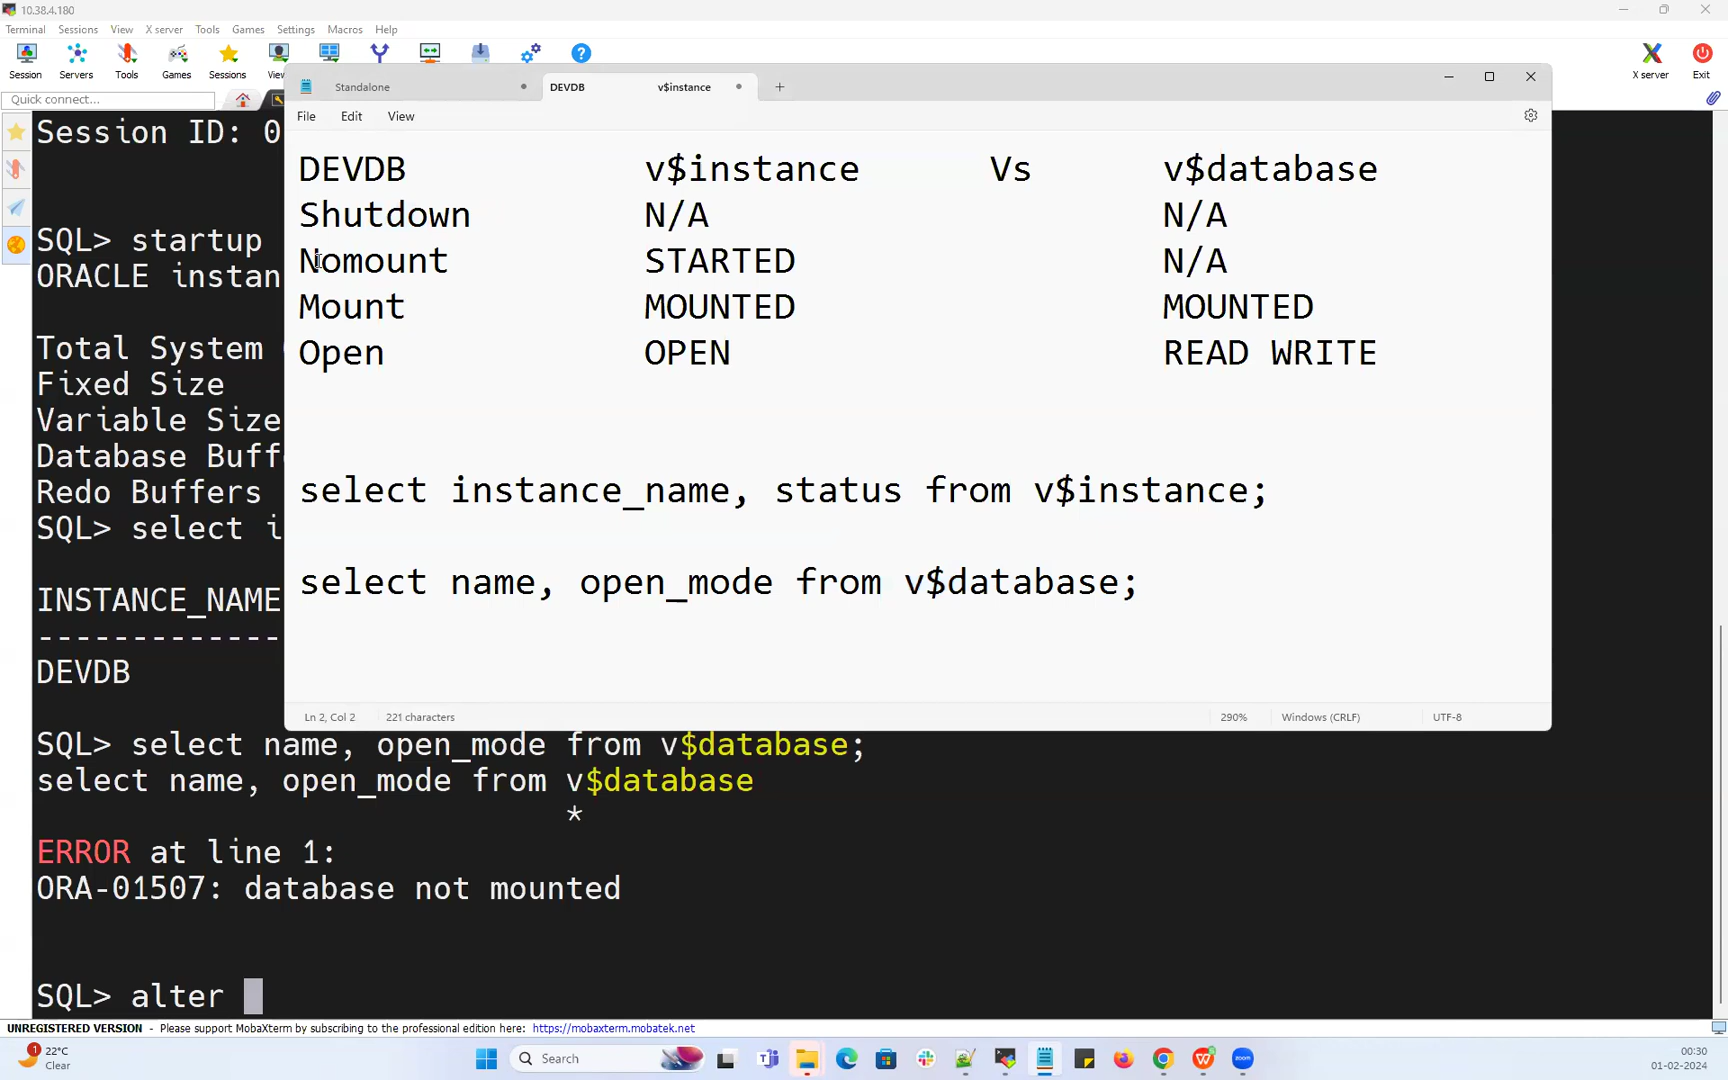 10.38.4.180
Terminal Sessions View X server Tools Games Settings Macros Help
Session Servers Tools Games Sessions X server Exit
Quick connect...
Standalone DEVDB v$instance
File Edit View
DEVDB v$instance Vs v$database
Shutdown N/A N/A
Nomount STARTED N/A
Mount MOUNTED MOUNTED
Open OPEN READ WRITE
select instance_name, status from v$instance;
select name, open_mode from v$database;
Ln 2, Col 2 221 characters 290% Windows (CRLF) UTF-8
Session ID: 0
SQL> startup
ORACLE instan
Total System
Fixed Size
Variable Size
Database Buff
Redo Buffers
SQL> select i
INSTANCE_NAME
-------------
DEVDB
SQL> select name, open_mode from v$database;
select name, open_mode from v$database
*
ERROR at line 1:
ORA-01507: database not mounted
SQL> alter
UNREGISTERED VERSION - Please support MobaXterm by subscribing to the professional edition here: https://mobaxterm.mobatek.net
1
22°C
Clear
Search
00:30
01-02-2024